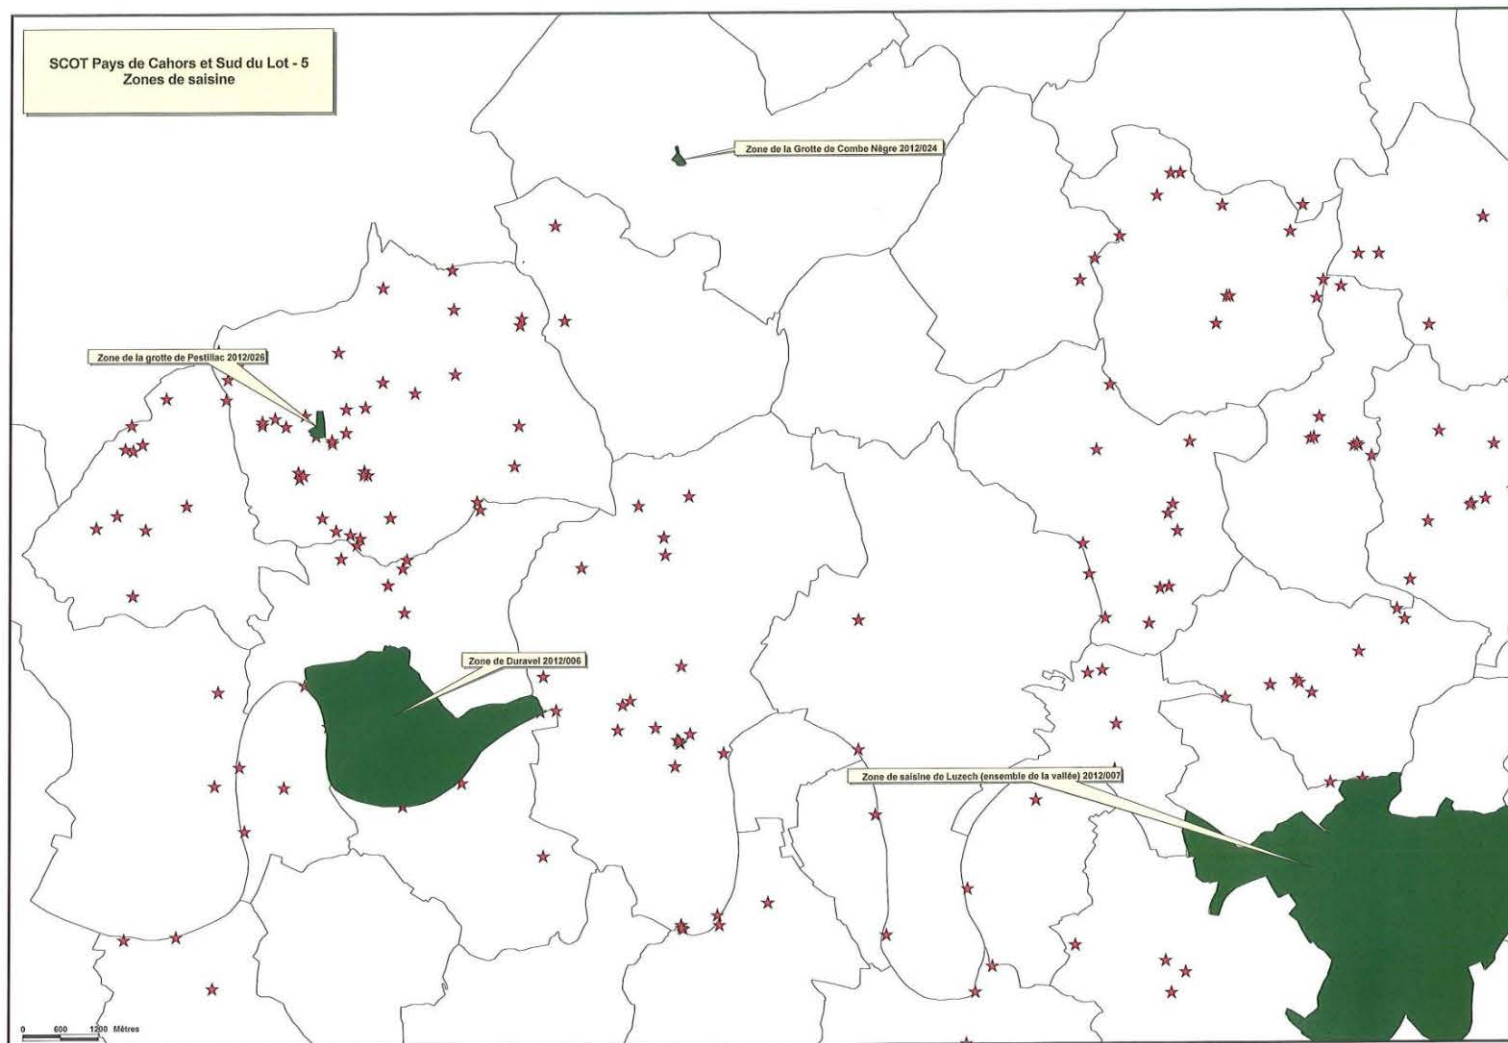 SCOT Pays de Cahors et Sud du Lot - 5
Zones de saisine
Zone de la Grotte de Combe Nègre 2012/024
Zone de la grotte de Pestillac 2012/026
Zone de Duravel 2012/006
Zone de saisine de Luzech (ensemble de la vallée) 2012/007
0 600 1200 Mètres